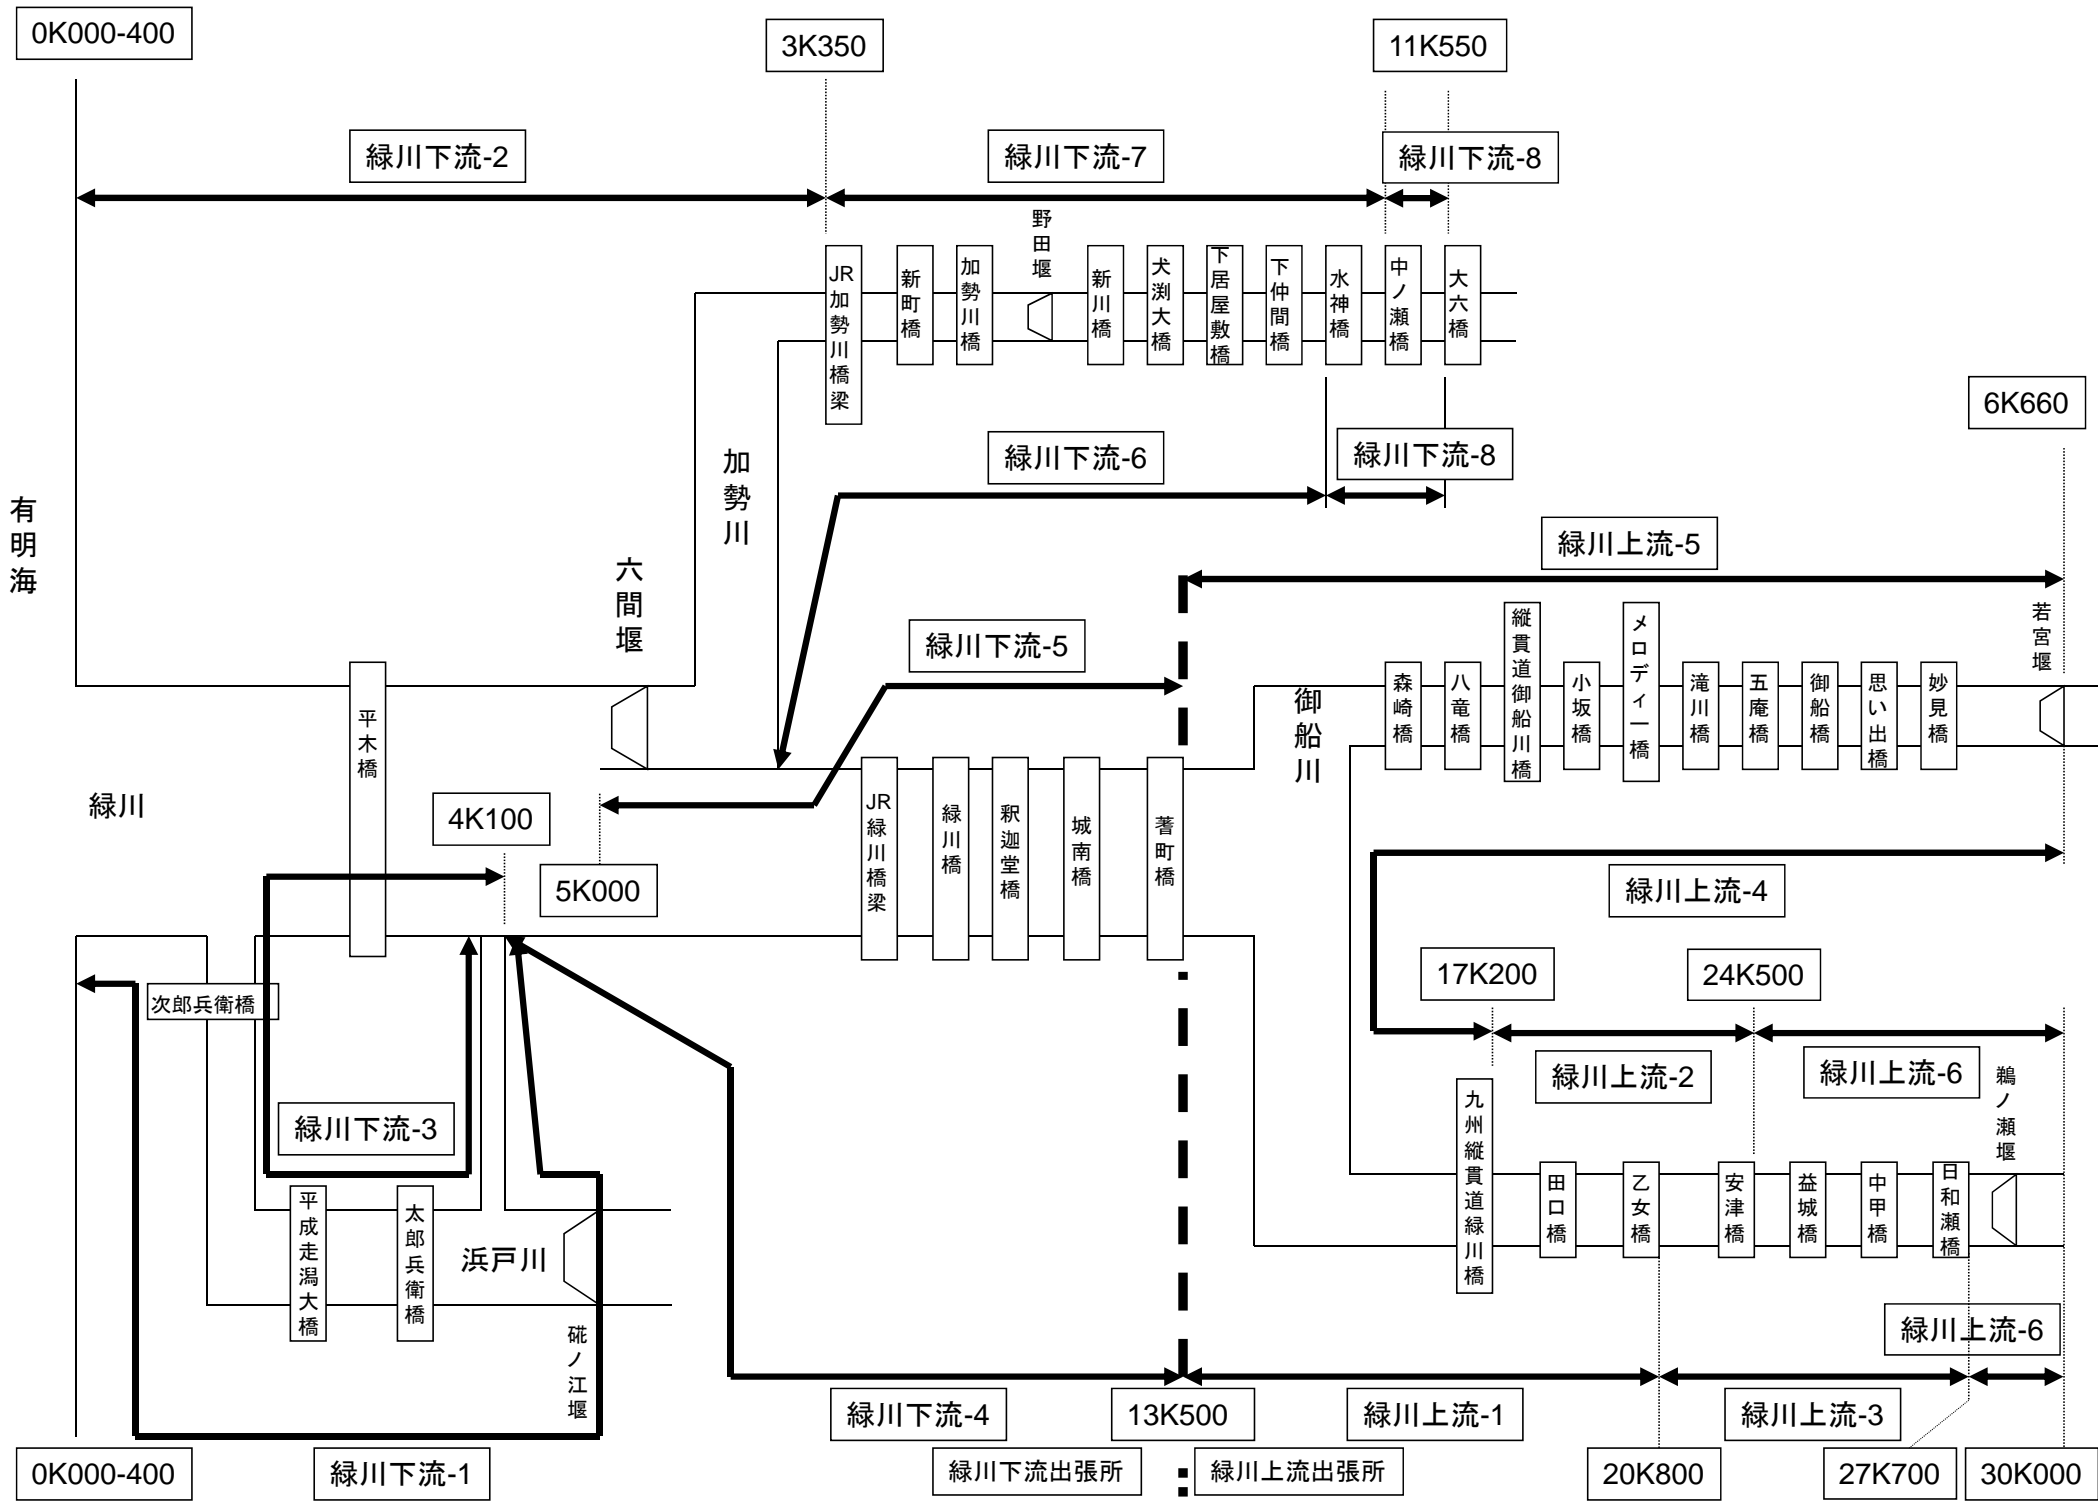 0K000-400
3K350
11K550
緑川下流-2
緑川下流-7
緑川下流-8
野田堰
JR加勢川橋梁
新町橋
加勢川橋
新川橋
犬渕大橋
下居屋敷橋
下仲間橋
水神橋
中ノ瀬橋
大六橋
6K660
緑川下流-6
緑川下流-8
加勢川
有明海
六間堰
緑川上流-5
緑川下流-5
若宮堰
平木橋
御船川
森崎橋
八竜橋
縦貫道御船川橋
小坂橋
メロディー橋
滝川橋
五庵橋
御船橋
思い出橋
妙見橋
緑川
4K100
5K000
JR緑川橋梁
緑川橋
釈迦堂橋
城南橋
蓍町橋
緑川上流-4
17K200
24K500
次郎兵衛橋
緑川上流-2
緑川上流-6
鵜ノ瀬堰
緑川下流-3
九州縦貫道緑川橋
田口橋
乙女橋
安津橋
益城橋
中甲橋
日和瀬橋
平成走潟大橋
太郎兵衛橋
浜戸川
硴ノ江堰
緑川上流-6
緑川下流-4
13K500
緑川上流-1
緑川上流-3
0K000-400
緑川下流-1
緑川下流出張所
緑川上流出張所
20K800
27K700
30K000